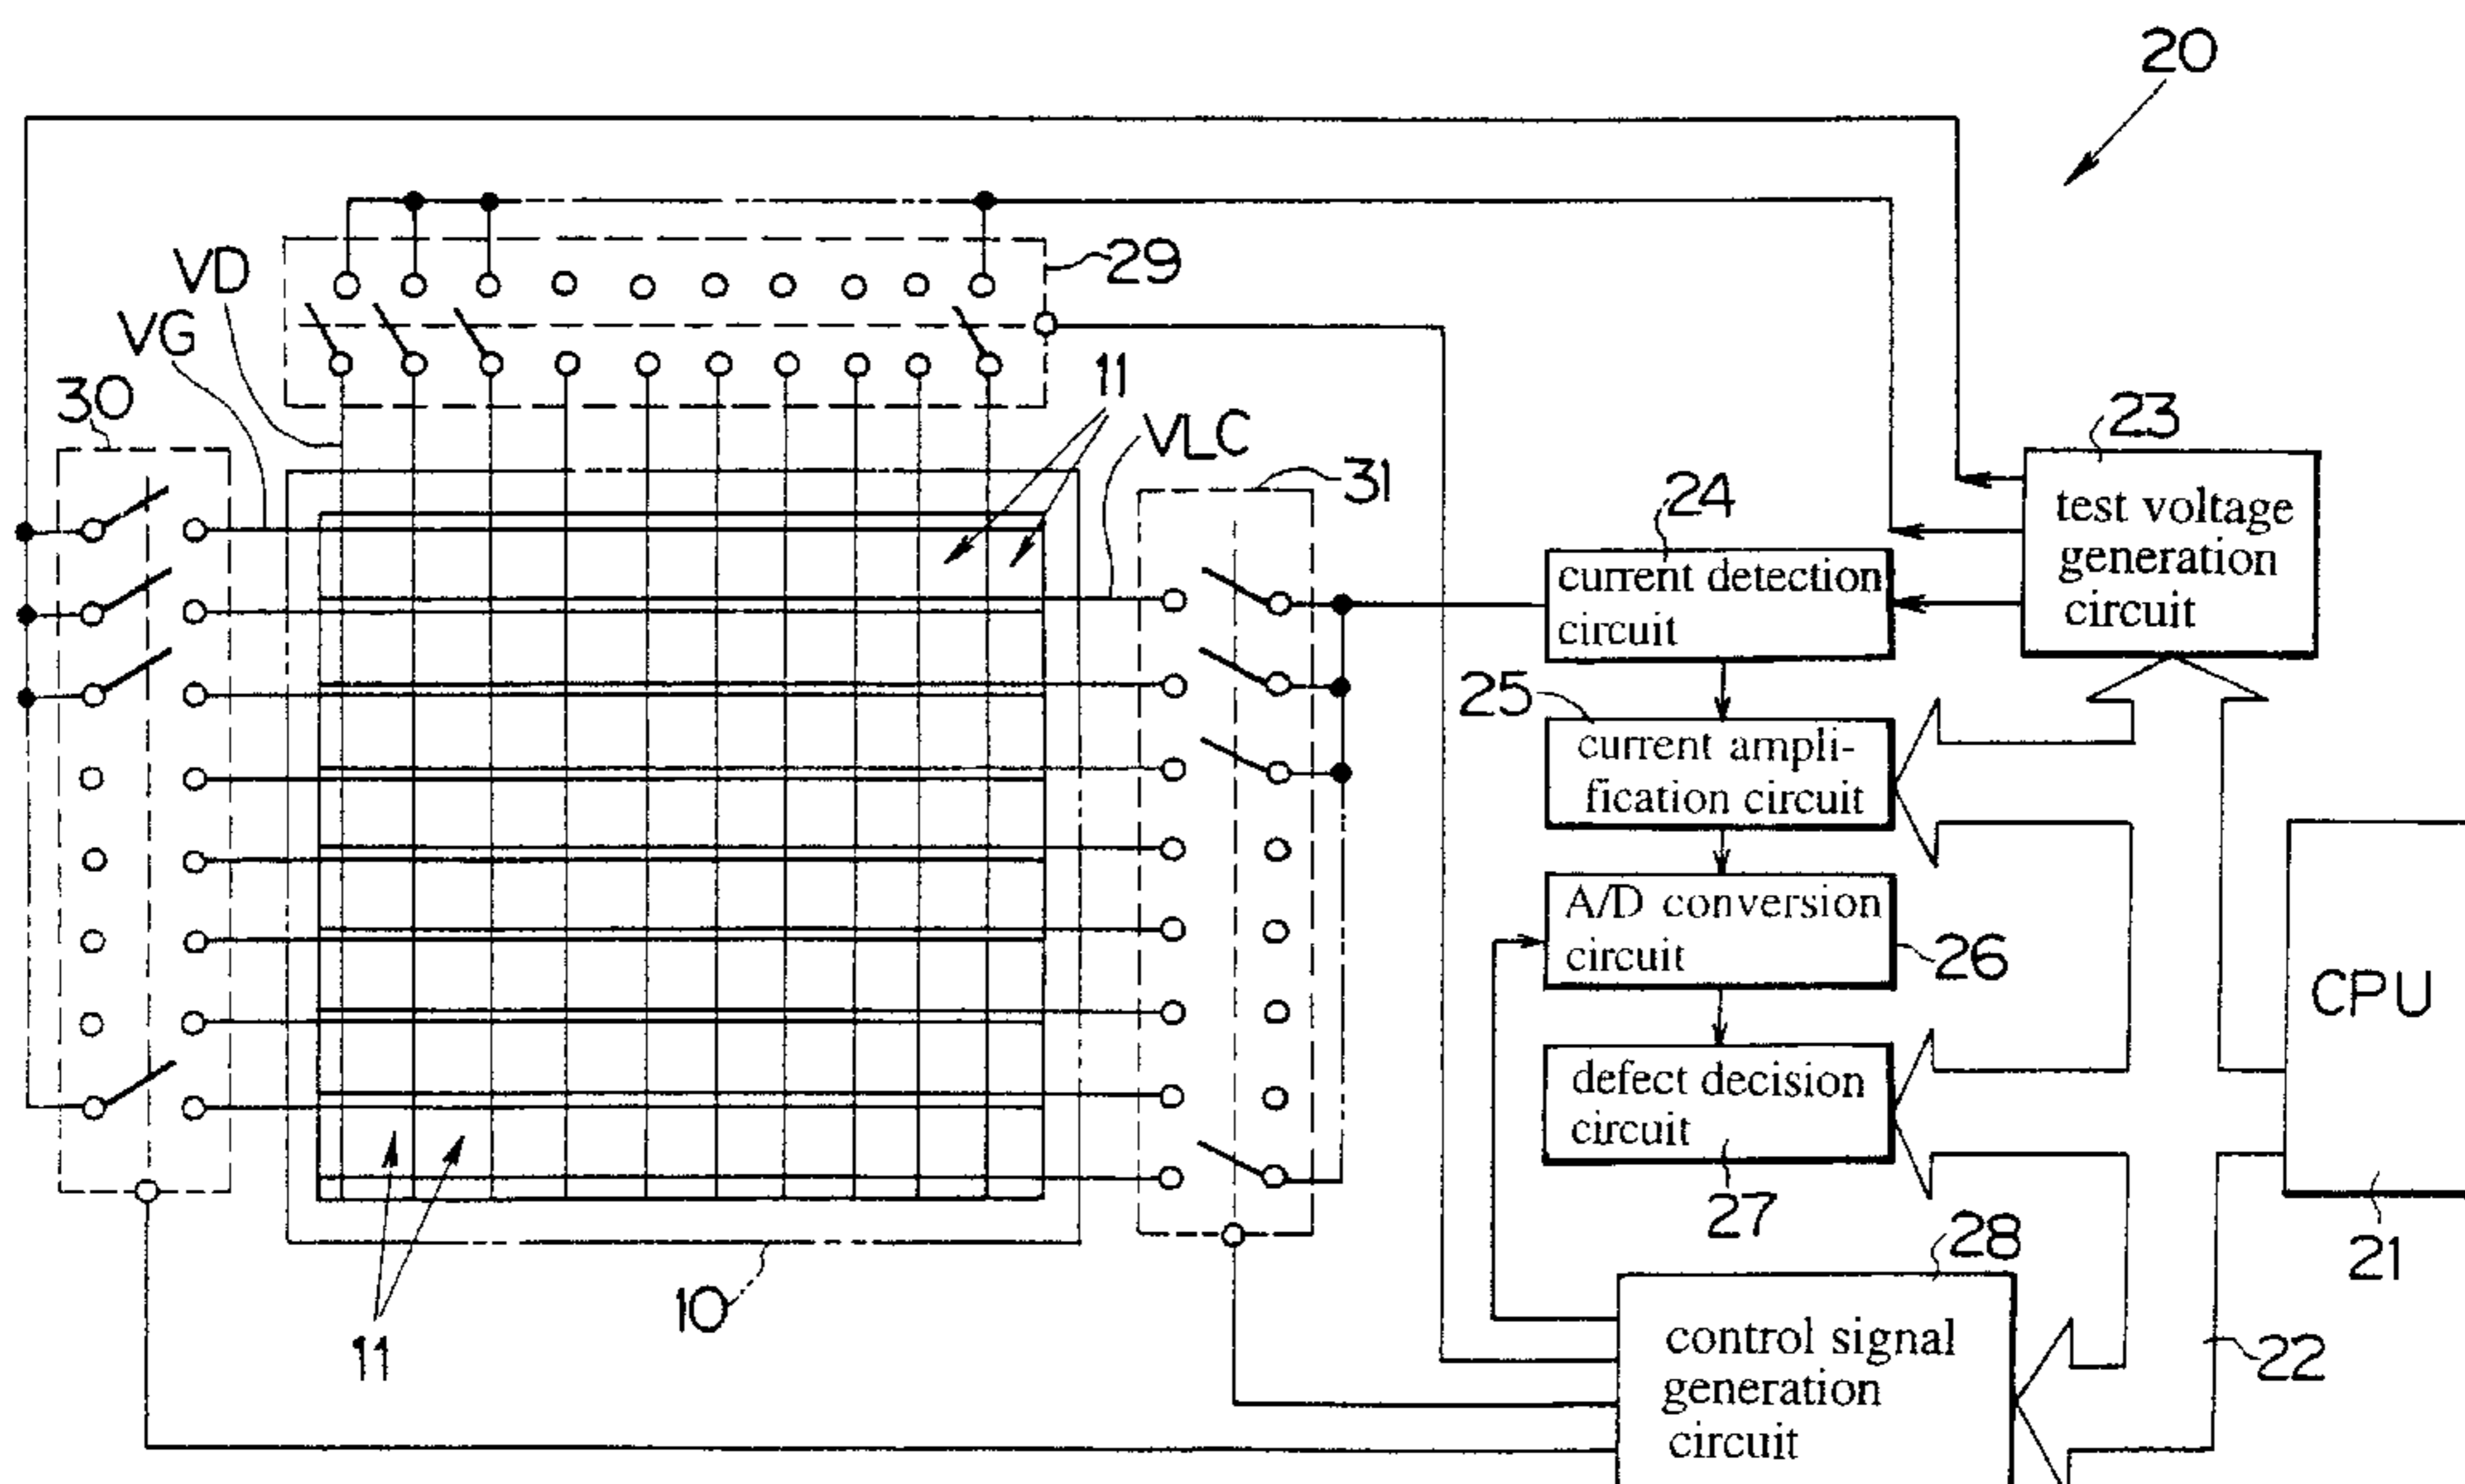 20
VD
29
VG
30
11
VLC
31
23
test voltage
generation
circuit
24
current detection
circuit
25
current ampli-
fication circuit
A/D conversion
circuit
26
CPU
defect decision
circuit
27
21
28
10
11
control signal
generation
circuit
22